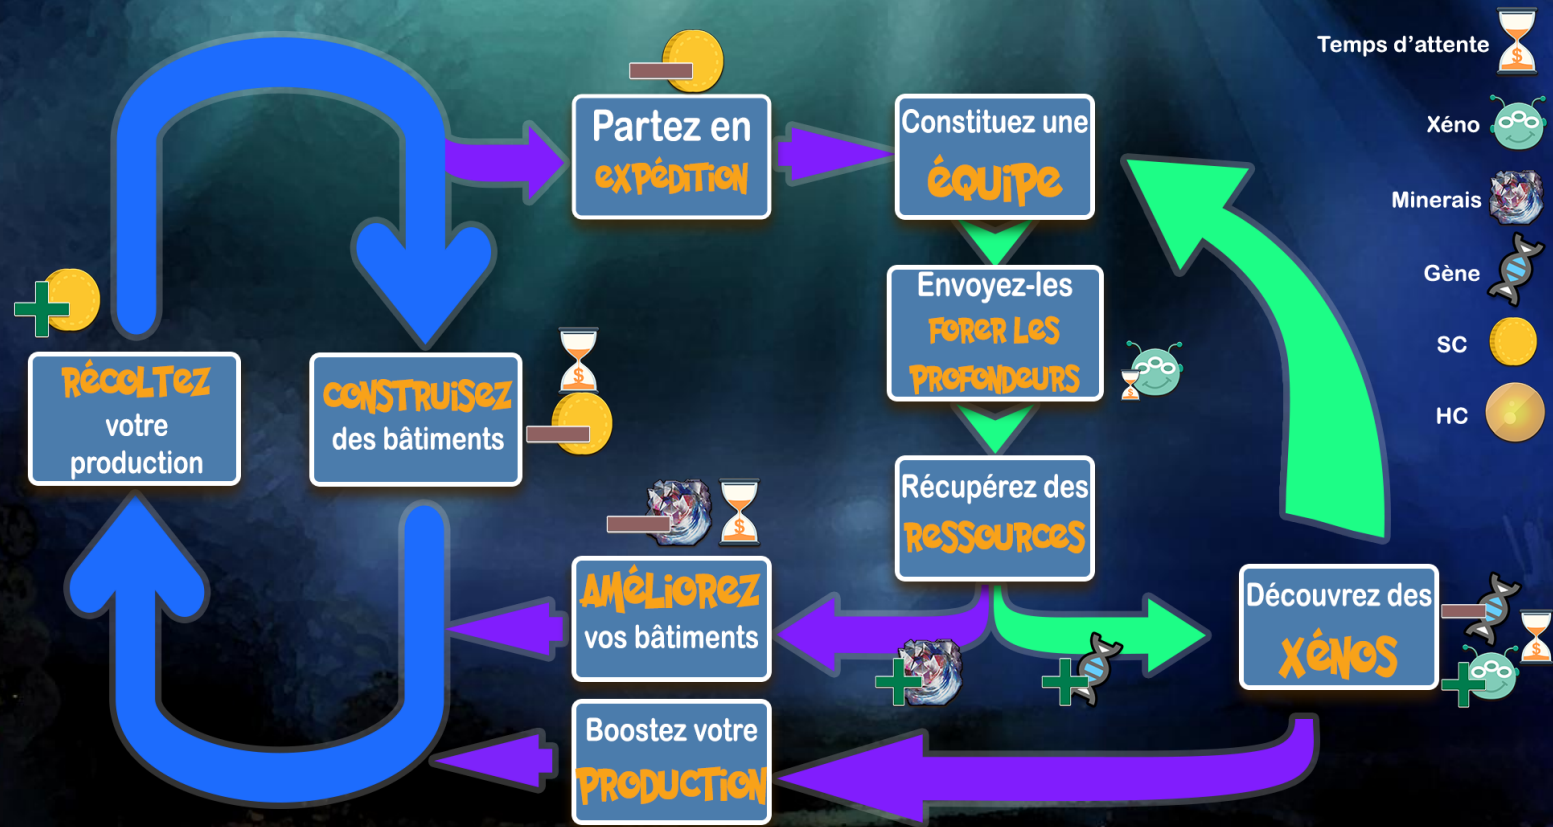 Temps d'attente
Xéno
Minerais
Gène
SC
HC
Partez en
EXPÉDITION
Constituez une
ÉQUIPE
Envoyez-les
FORER LES
PROFONDEURS
Récupérez des
RESSOURCES
RÉCOLTEZ
votre
production
CONSTRUISEZ
des bâtiments
AMÉLIOREZ
vos bâtiments
Découvrez des
XÉNOS
Boostez votre
PRODUCTION
$
$
$
$
$